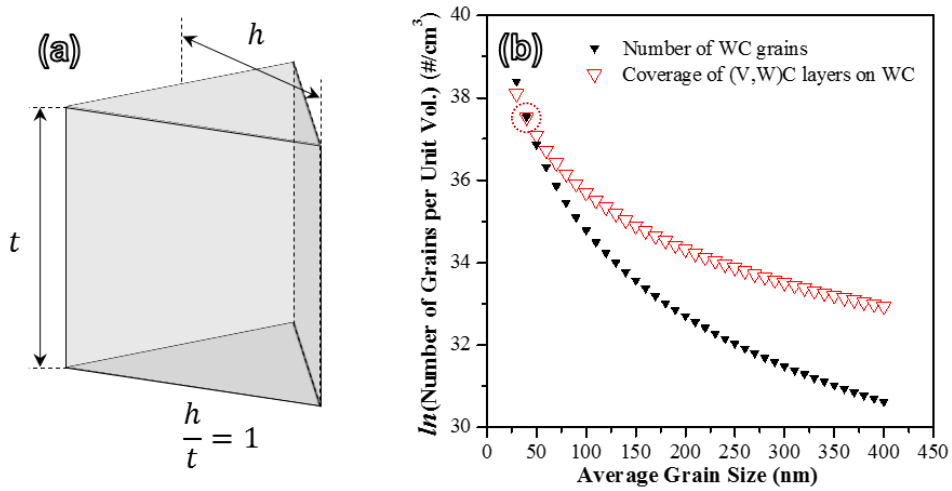 (a)
h
t
h/t = 1
(b)
Number of WC grains
Coverage of (V,W)C layers on WC
ln(Number of Grains per Unit Vol.) (#/cm³)
40
38
36
34
32
30
0 50 100 150 200 250 300 350 400 450
Average Grain Size (nm)